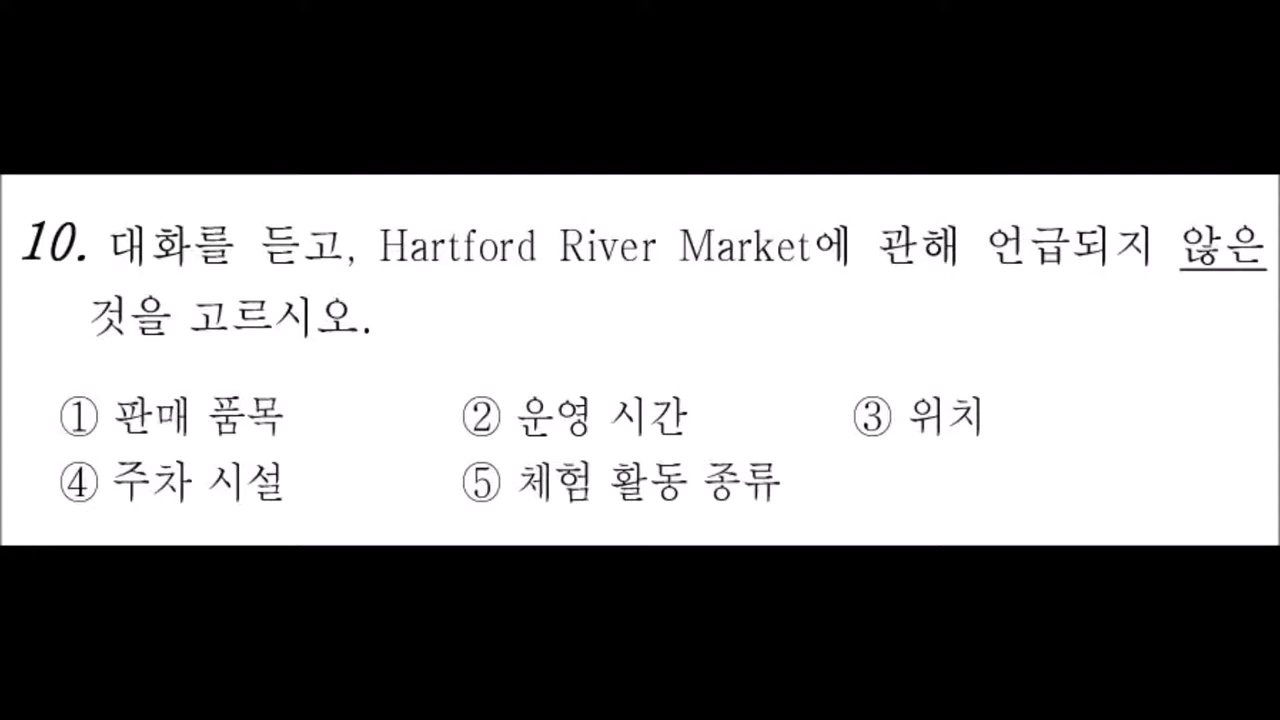 10. 대화를 듣고, Hartford River Market에 관해 언급되지 않은
것을 고르시오.
① 판매 품목 ② 운영 시간 ③ 위치
④ 주차 시설 ⑤ 체험 활동 종류